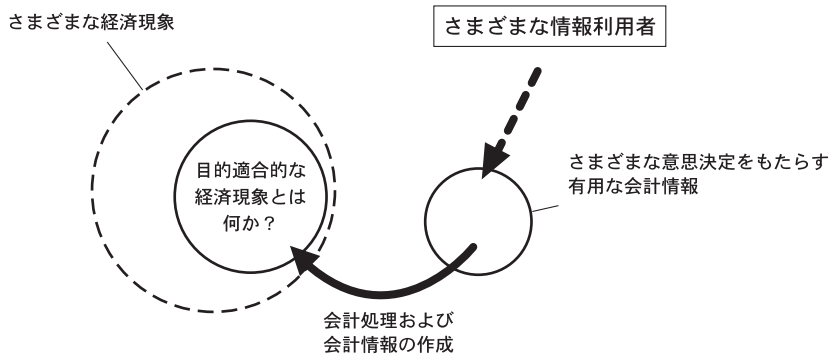 さまざまな経済現象
さまざまな情報利用者
目的適合的な
経済現象とは
何か？
さまざまな意思決定をもたらす
有用な会計情報
会計処理および
会計情報の作成